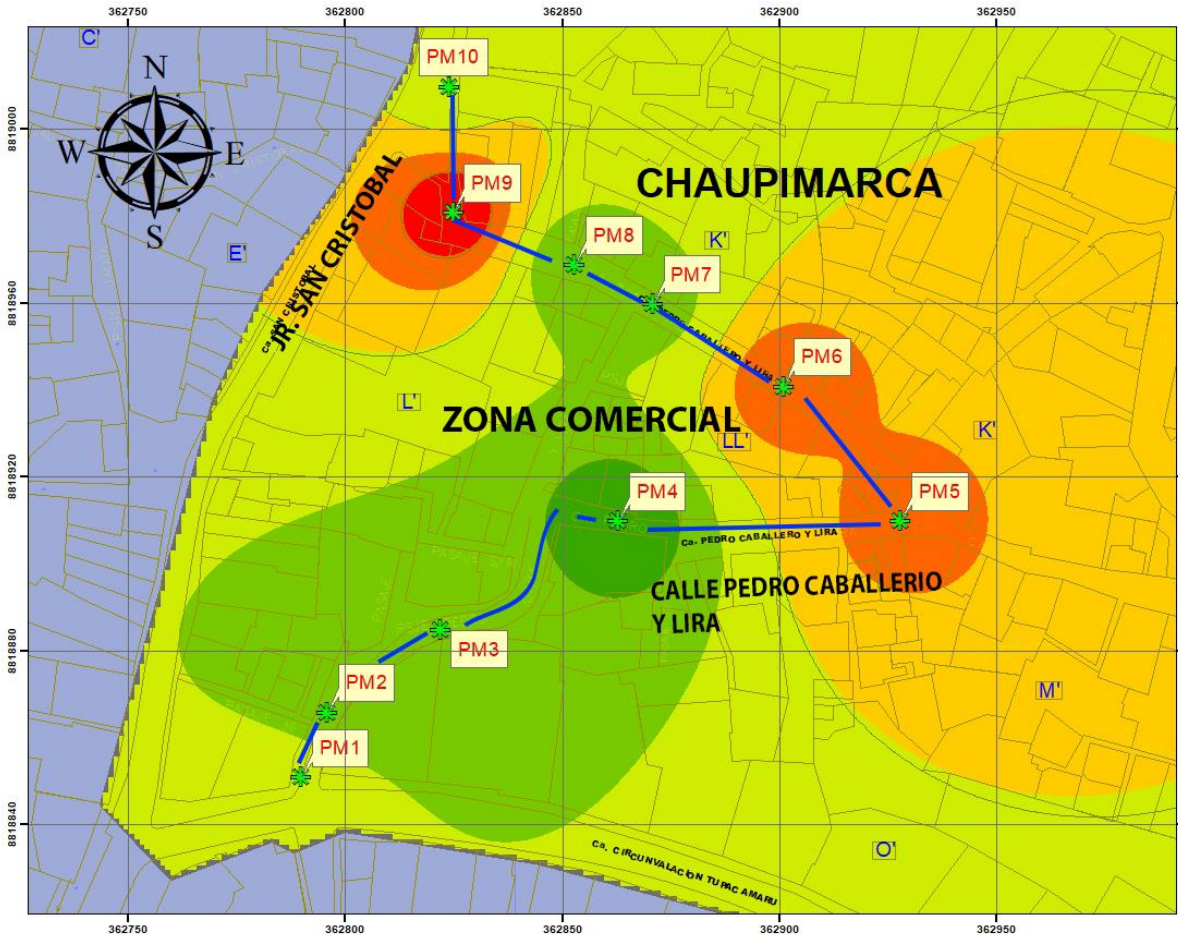 362750 362800 362850 362900 362950
C'
PM10
N
W E
S
8819000
PM9
CHAUPIMARCA
JR. SAN CRISTOBAL
Ca. SAN CRISTOBAL
E'
K'
PM8
PM7
8818960
PEDRO CABALLERO Y LIRA
PM6
L'
ZONA COMERCIAL
LL'
K'
8818920
PM4
PM5
Ca. PEDRO CABALLERO Y LIRA
CALLE PEDRO CABALLERIO
Y LIRA
8818880
PM3
PM2
M'
PM1
8818840
Ca. CIRCUNVALACION TUPAC AMARU
O'
362750 362800 362850 362900 362950